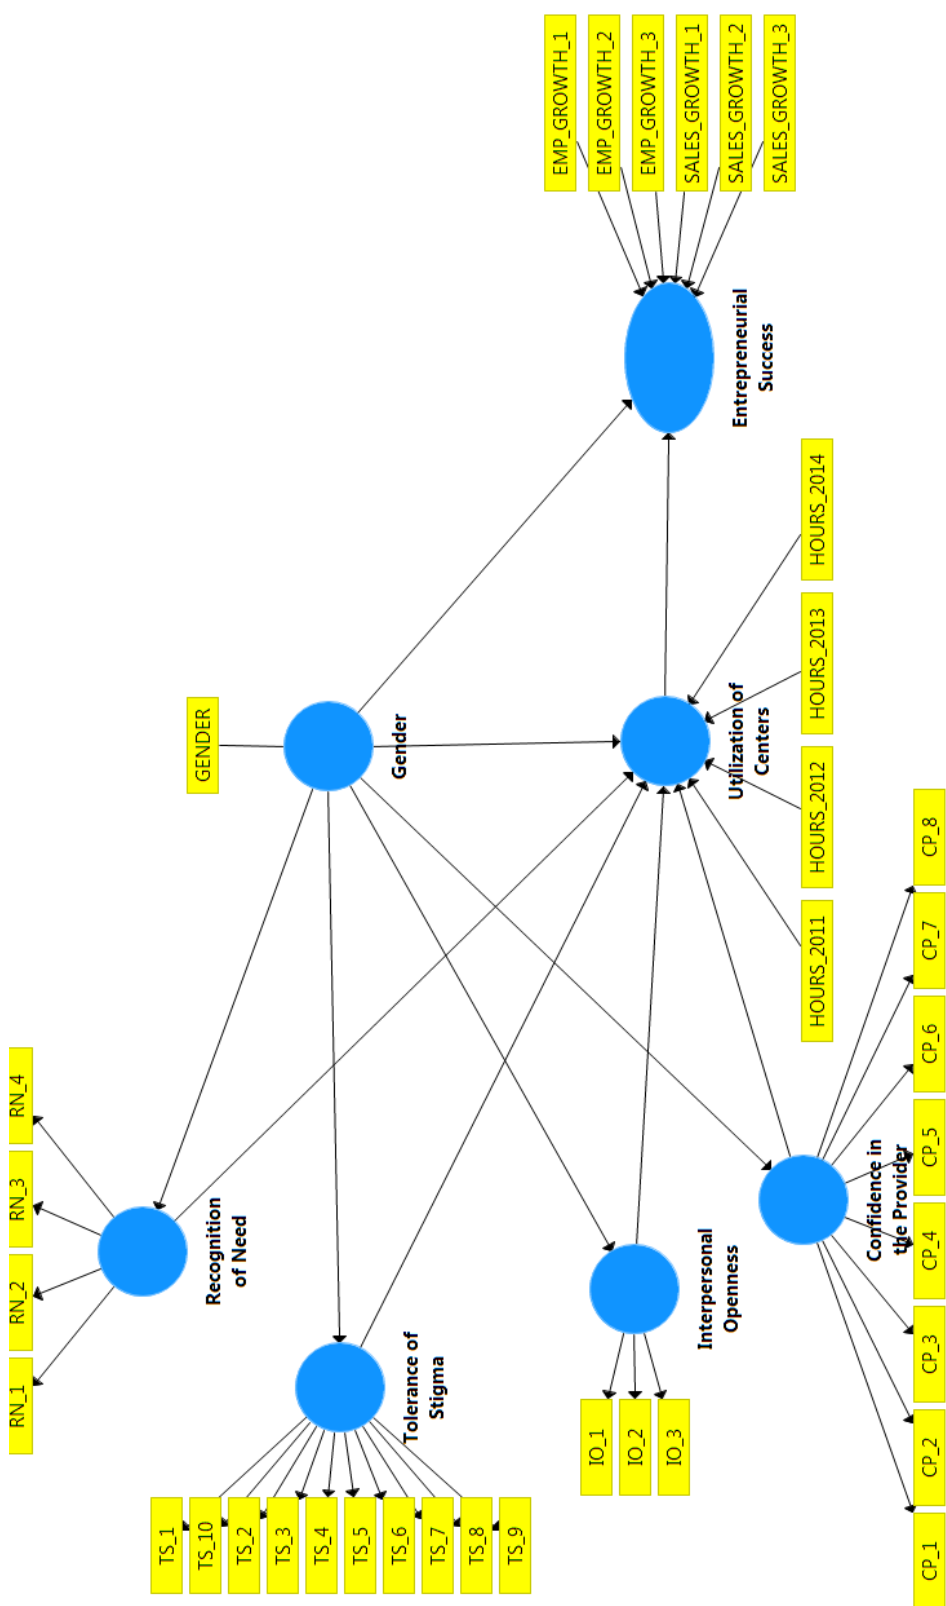 RN_1
RN_2
RN_3
RN_4
Recognition
of Need
TS_1
TS_10
TS_2
TS_3
TS_4
TS_5
TS_6
TS_7
TS_8
TS_9
Tolerance of
Stigma
IO_1
IO_2
IO_3
Interpersonal
Openness
CP_1
CP_2
CP_3
CP_4
CP_5
CP_6
CP_7
CP_8
Confidence in
the Provider
GENDER
Gender
Utilization of
Centers
HOURS_2011
HOURS_2012
HOURS_2013
HOURS_2014
Entrepreneurial
Success
EMP_GROWTH_1
EMP_GROWTH_2
EMP_GROWTH_3
SALES_GROWTH_1
SALES_GROWTH_2
SALES_GROWTH_3